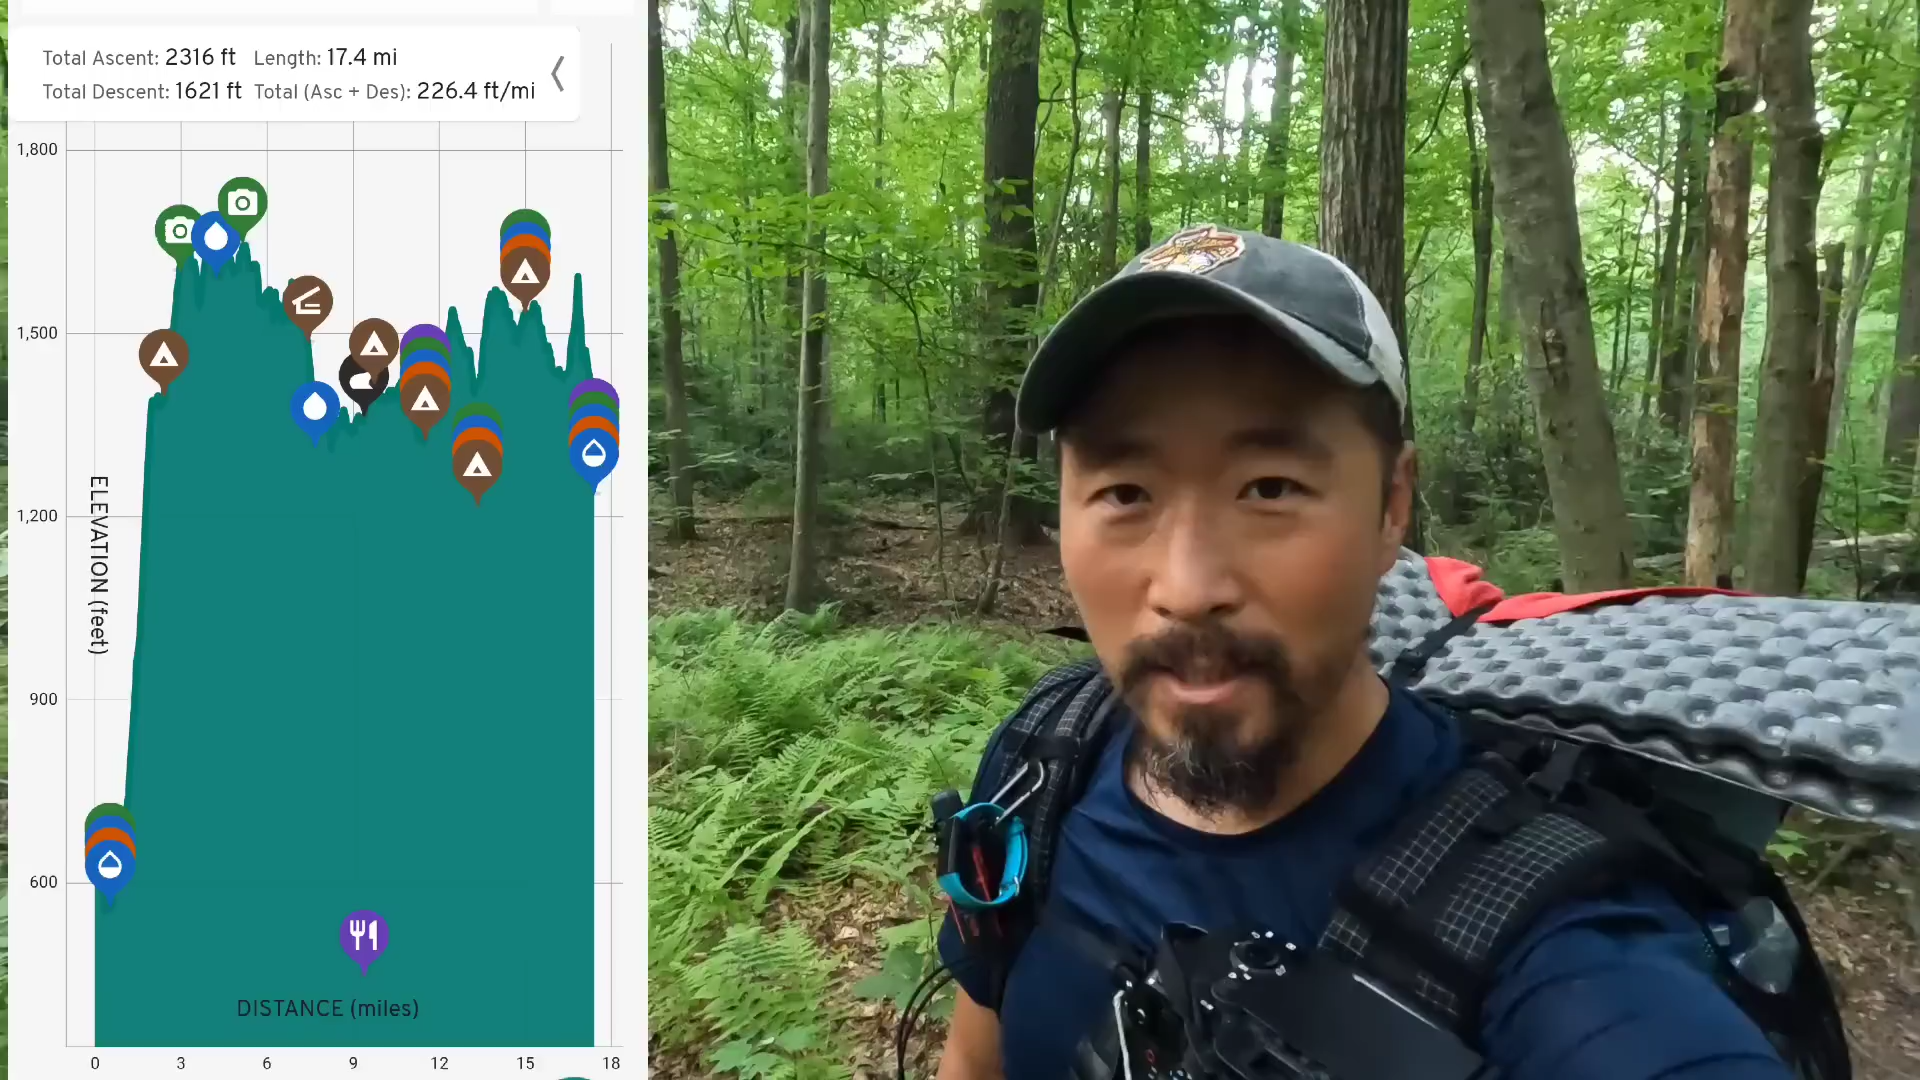 Total Ascent: 2316 ft Length: 17.4 mi
Total Descent: 1621 ft Total (Asc + Des): 226.4 ft/mi
1,800
1,500
1,200
900
600
ELEVATION (feet)
DISTANCE (miles)
0 3 6 9 12 15 18